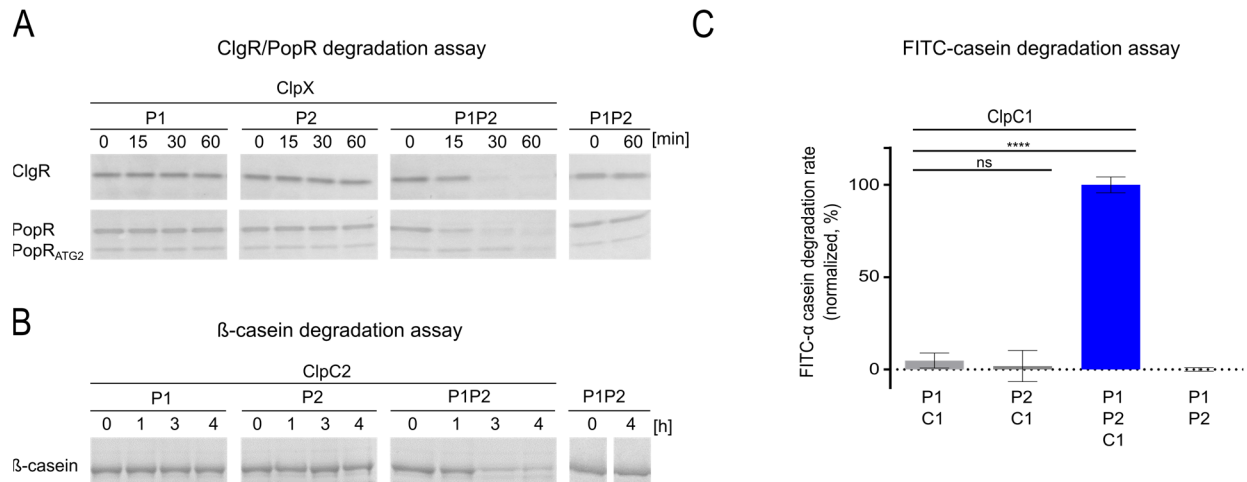 A
ClgR/PopR degradation assay
ClpX
P1 P2 P1P2 P1P2
0 15 30 60 0 15 30 60 0 15 30 60 0 60 [min]
ClgR
PopR
PopRATG2
B
ß-casein degradation assay
ClpC2
P1 P2 P1P2 P1P2
0 1 3 4 0 1 3 4 0 1 3 4 0 4 [h]
ß-casein
C
FITC-casein degradation assay
ClpC1
****
ns
FITC-α casein degradation rate
(normalized, %)
100
50
0
P1 P2 P1 P1
C1 C1 P2 P2
C1